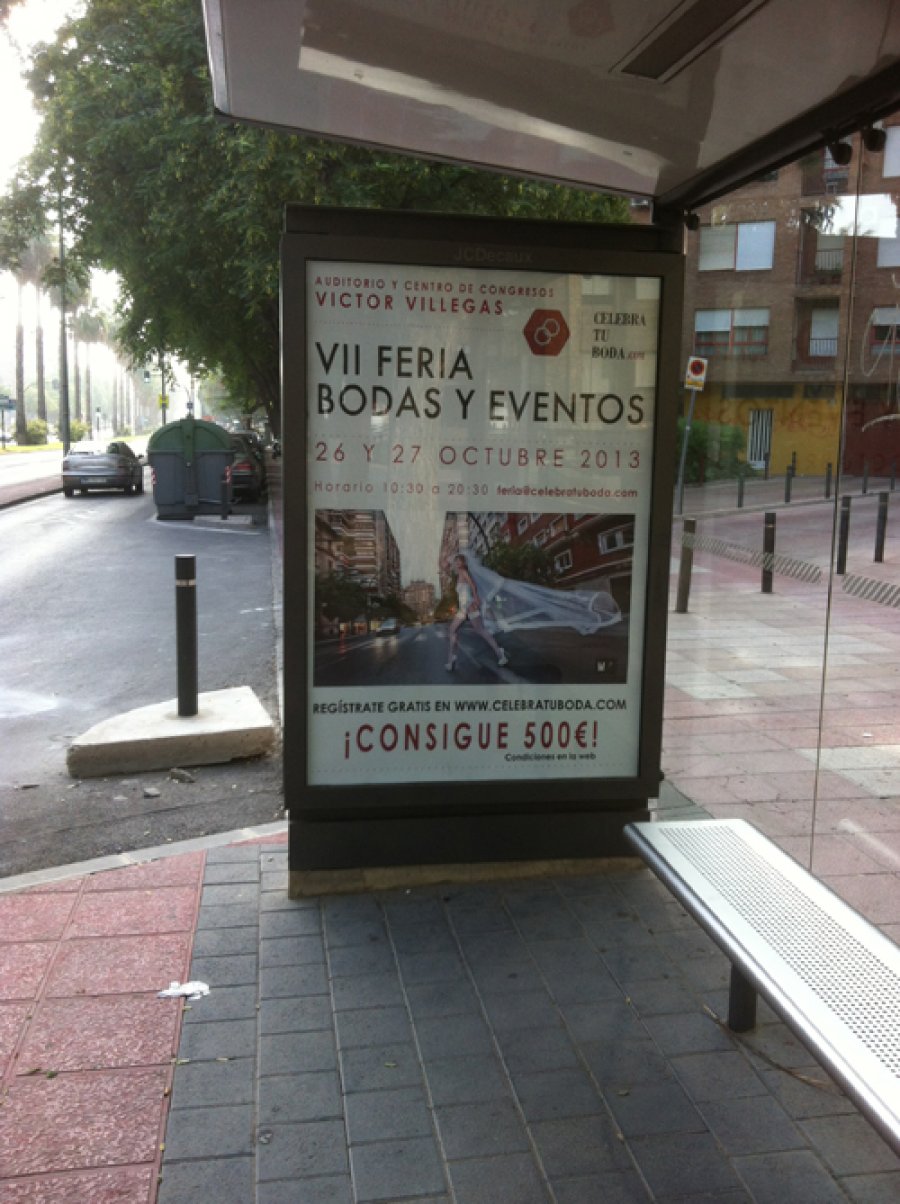 JCDecaux
AUDITORIO Y CENTRO DE CONGRESOS
VICTOR VILLEGAS
CELEBRA
TU
BODA.com
VII FERIA
BODAS Y EVENTOS
26 Y 27 OCTUBRE 2013
Horario 10:30 a 20:30 feria@celebratuboda.com
REGÍSTRATE GRATIS EN WWW.CELEBRATUBODA.COM
¡CONSIGUE 500€!
Condiciones en la web